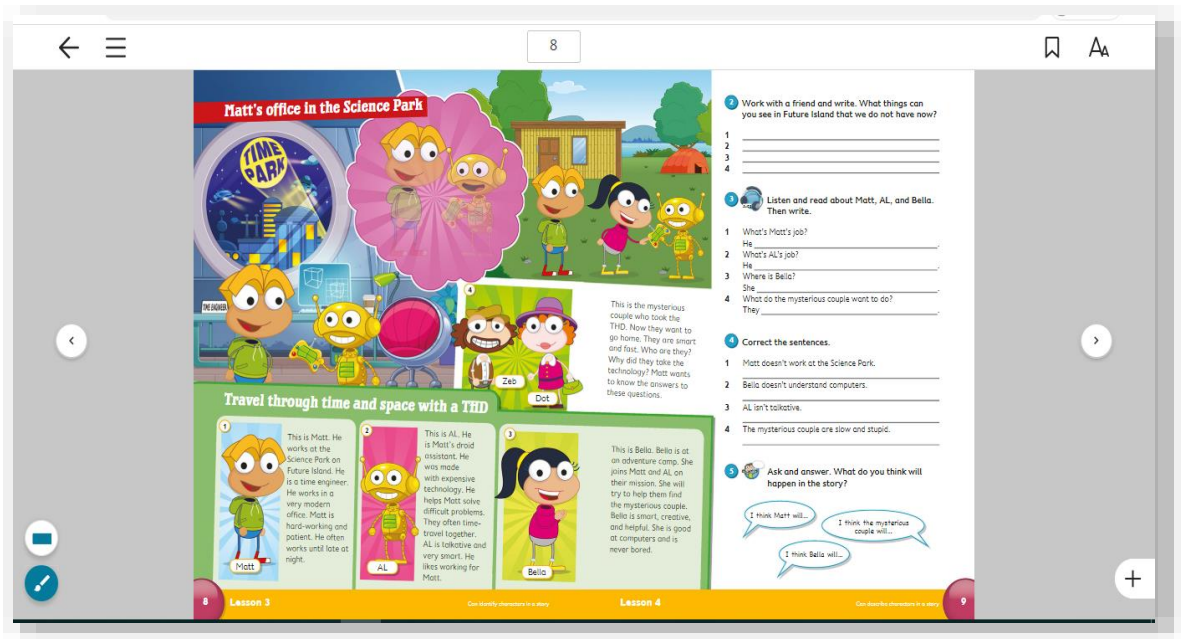 8
Matt's office in the Science Park
TIME
PARK
TIME ENGINEER
4
Zeb
Dot
This is the mysterious
couple who took the
THD. Now they want to
go home. They are smart
and fast. Who are they?
Why did they take the
technology? Matt wants
to know the answers to
these questions.
Travel through time and space with a THD
1
This is Matt. He
works at the
Science Park on
Future Island. He
is a time engineer.
He works in a
very modern
office. Matt is
hard-working and
patient. He often
works until late at
night.
Matt
2
This is AL. He
is Matt's droid
assistant. He
was made
with expensive
technology. He
helps Matt solve
difficult problems.
They often time-
travel together.
AL is talkative and
very smart. He
likes working for
Matt.
AL
3
This is Bella. Bella is at
an adventure camp. She
joins Matt and AL on
their mission. She will
try to help them find
the mysterious couple.
Bella is smart, creative,
and helpful. She is good
at computers and is
never bored.
Bella
8 Lesson 3 Can identify characters in a story
2 Work with a friend and write. What things can
you see in Future Island that we do not have now?
1
2
3
4
3 Listen and read about Matt, AL, and Bella.
Then write.
1 What's Matt's job?
He .
2 What's AL's job?
He .
3 Where is Bella?
She .
4 What do the mysterious couple want to do?
They .
4 Correct the sentences.
1 Matt doesn't work at the Science Park.
2 Bella doesn't understand computers.
3 AL isn't talkative.
4 The mysterious couple are slow and stupid.
5 Ask and answer. What do you think will
happen in the story?
I think Matt will...
I think the mysterious
couple will...
I think Bella will...
Lesson 4 Can describe characters in a story 9